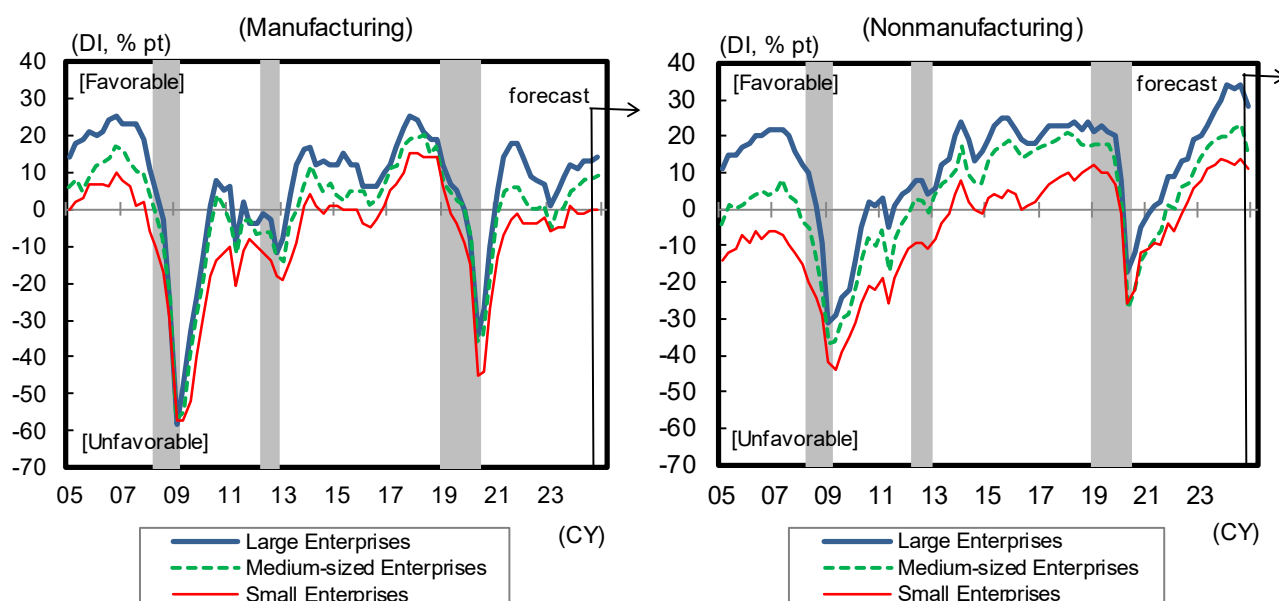 (Manufacturing)
(DI, % pt)
[Favorable]
forecast
40
30
20
10
0
-10
-20
-30
-40
-50
-60
-70
[Unfavorable]
05 07 09 11 13 15 17 19 21 23
(CY)
Large Enterprises
Medium-sized Enterprises
Small Enterprises
(Nonmanufacturing)
(DI, % pt)
[Favorable]
forecast
40
30
20
10
0
-10
-20
-30
-40
-50
-60
-70
[Unfavorable]
05 07 09 11 13 15 17 19 21 23
(CY)
Large Enterprises
Medium-sized Enterprises
Small Enterprises